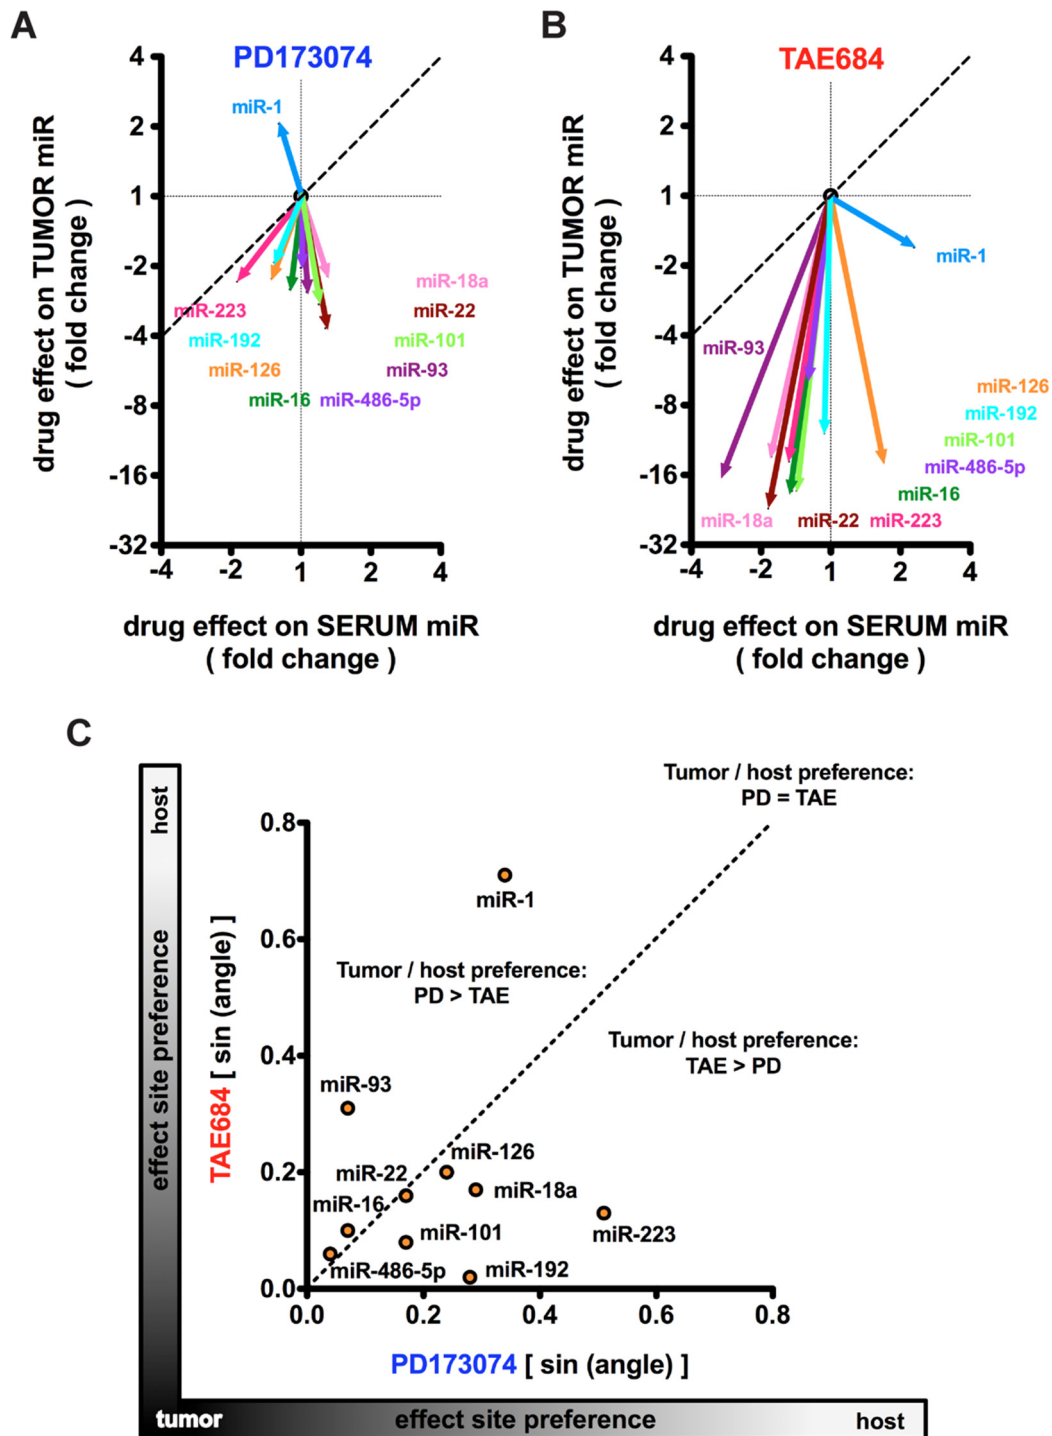 A
PD173074
drug effect on TUMOR miR
( fold change )
4
2
1
-2
-4
-8
-16
-32
miR-1
miR-18a
miR-223
miR-22
miR-192
miR-101
miR-126
miR-93
miR-16
miR-486-5p
-4
-2
1
2
4
drug effect on SERUM miR
( fold change )
B
TAE684
drug effect on TUMOR miR
( fold change )
4
2
1
-2
-4
-8
-16
-32
miR-1
miR-93
miR-126
miR-192
miR-101
miR-486-5p
miR-16
miR-18a
miR-22
miR-223
-4
-2
1
2
4
drug effect on SERUM miR
( fold change )
C
host
effect site preference
TAE684 [ sin (angle) ]
0.8
0.6
0.4
0.2
0.0
Tumor / host preference:
PD = TAE
miR-1
Tumor / host preference:
PD > TAE
Tumor / host preference:
TAE > PD
miR-93
miR-126
miR-22
miR-18a
miR-16
miR-101
miR-223
miR-486-5p
miR-192
0.0
0.2
0.4
0.6
0.8
PD173074 [ sin (angle) ]
tumor
effect site preference
host